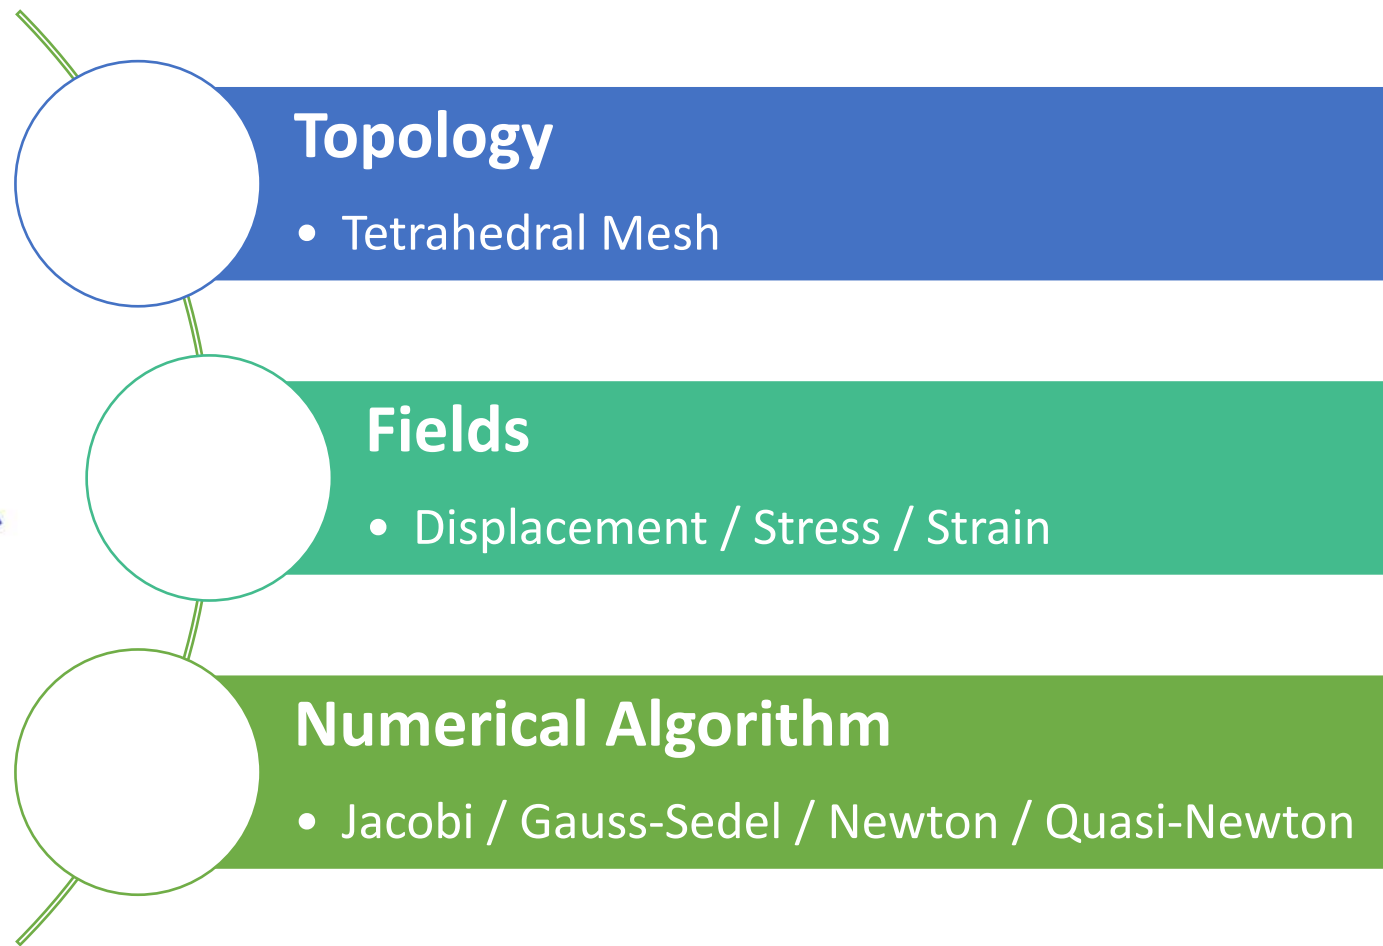 Topology
• Tetrahedral Mesh
Fields
• Displacement / Stress / Strain
Numerical Algorithm
• Jacobi / Gauss-Sedel / Newton / Quasi-Newton